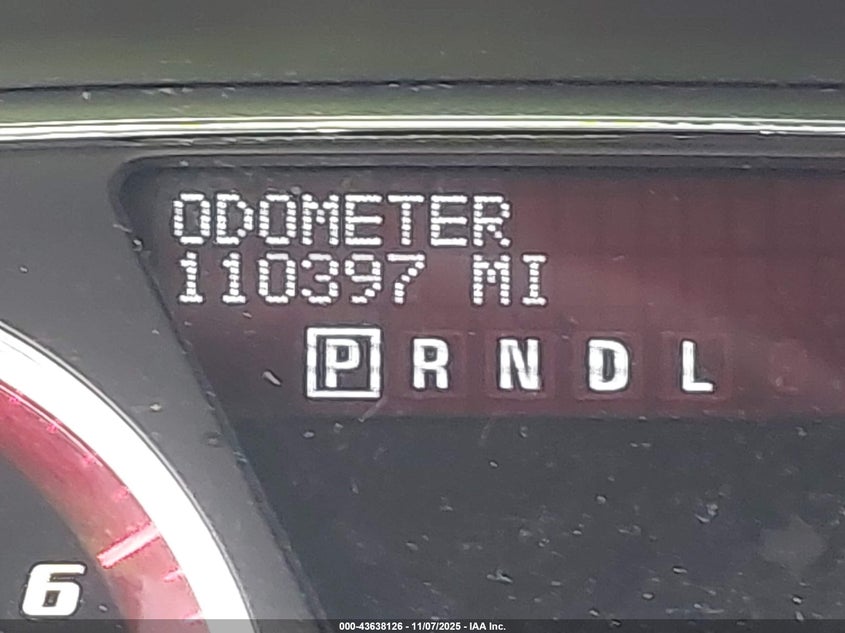 ODOMETER
110397 MI
P R N D L
6
000-43638126 - 11/07/2025 - IAA Inc.